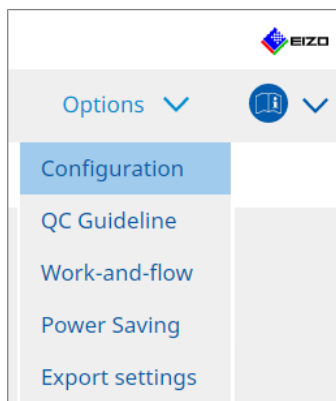 EIZO
Options
Configuration
QC Guideline
Work-and-flow
Power Saving
Export settings